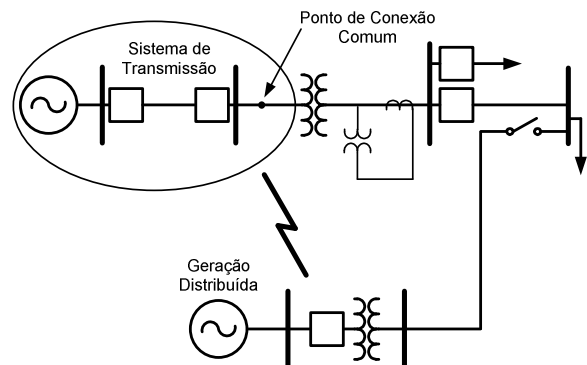 Ponto de Conexão
Comum
Sistema de
Transmissão
Geração
Distribuída